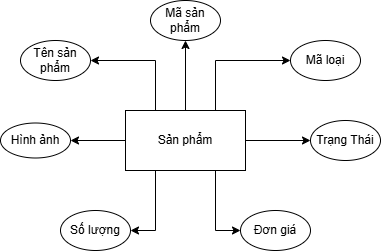 Mã sản
phẩm
Tên sản
phẩm
Mã loại
Hình ảnh
Sản phẩm
Trạng Thái
Số lượng
Đơn giá